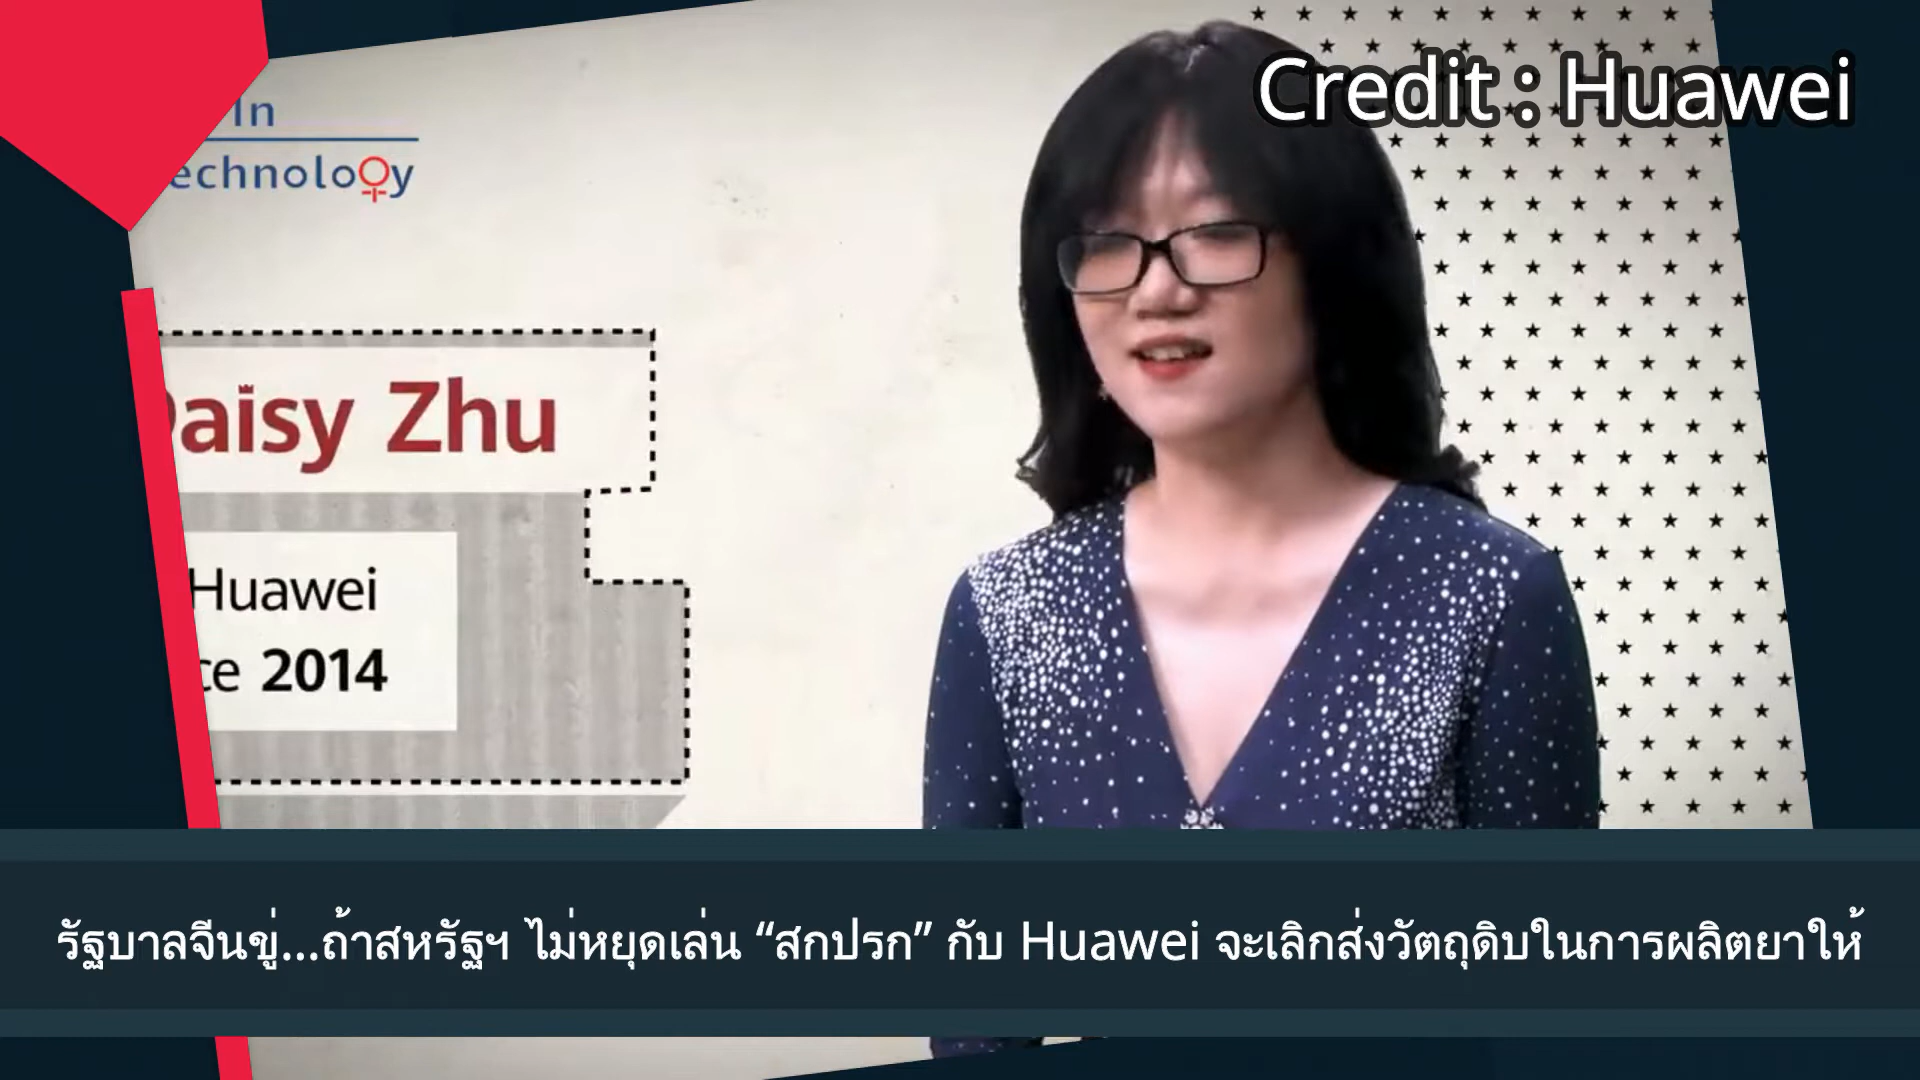 Credit : Huawei
In
echnology
Daisy Zhu
Huawei
ce 2014
รัฐบาลจีนขู่...ถ้าสหรัฐฯ ไม่หยุดเล่น “สกปรก” กับ Huawei จะเลิกส่งวัตถุดิบในการผลิตยาให้